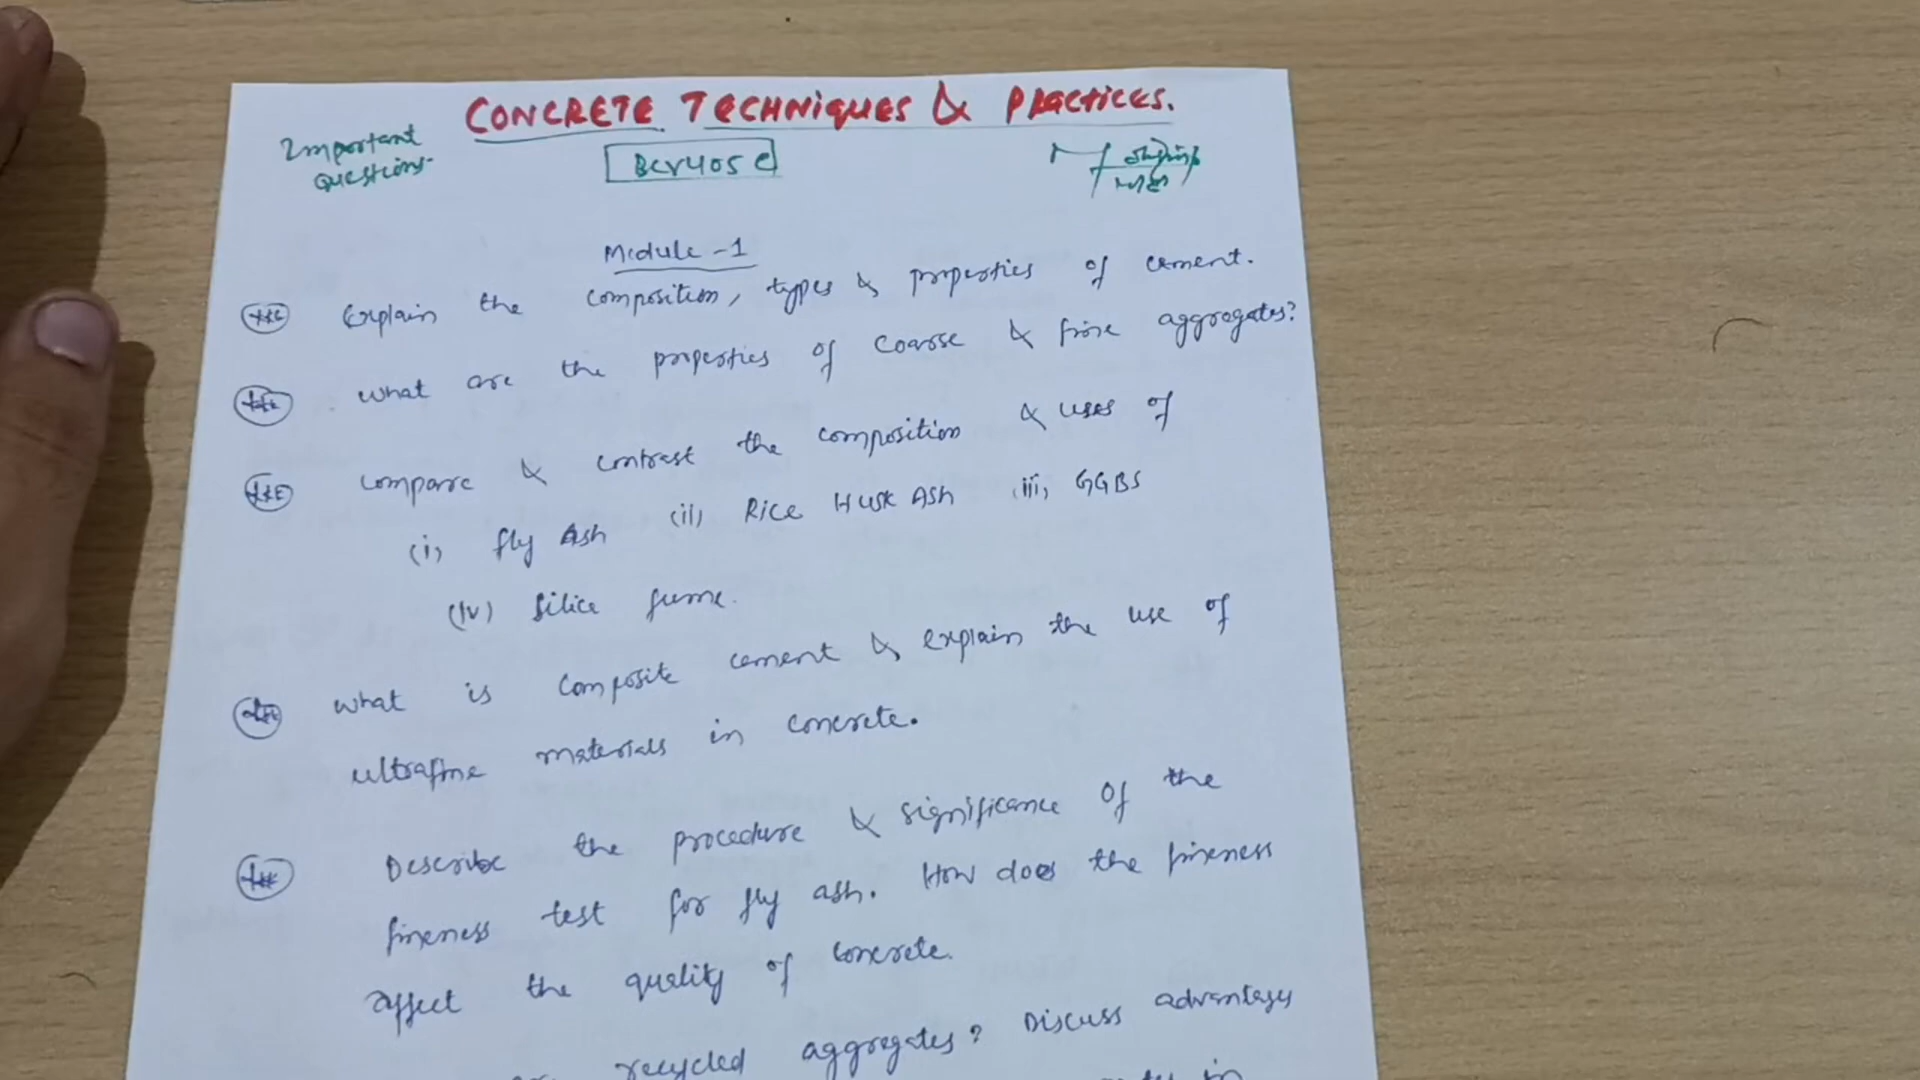 CONCRETE TECHNIQUES & PRACTICES.
Important
Questions
BCV405C
Module-1
Explain the composition, types & properties of cement.
What are the properties of coarse & fine aggregates?
Compare & contrast the composition & uses of
(i) Fly Ash (ii) Rice Husk Ash (iii) GGBS
(iv) Silica fume.
What is composite cement & explain the use of
ultrafine materials in concrete.
Describe the procedure & significance of the
fineness test for fly ash. How does the fineness
affect the quality of concrete.
recycled aggregates? Discuss advantages
in